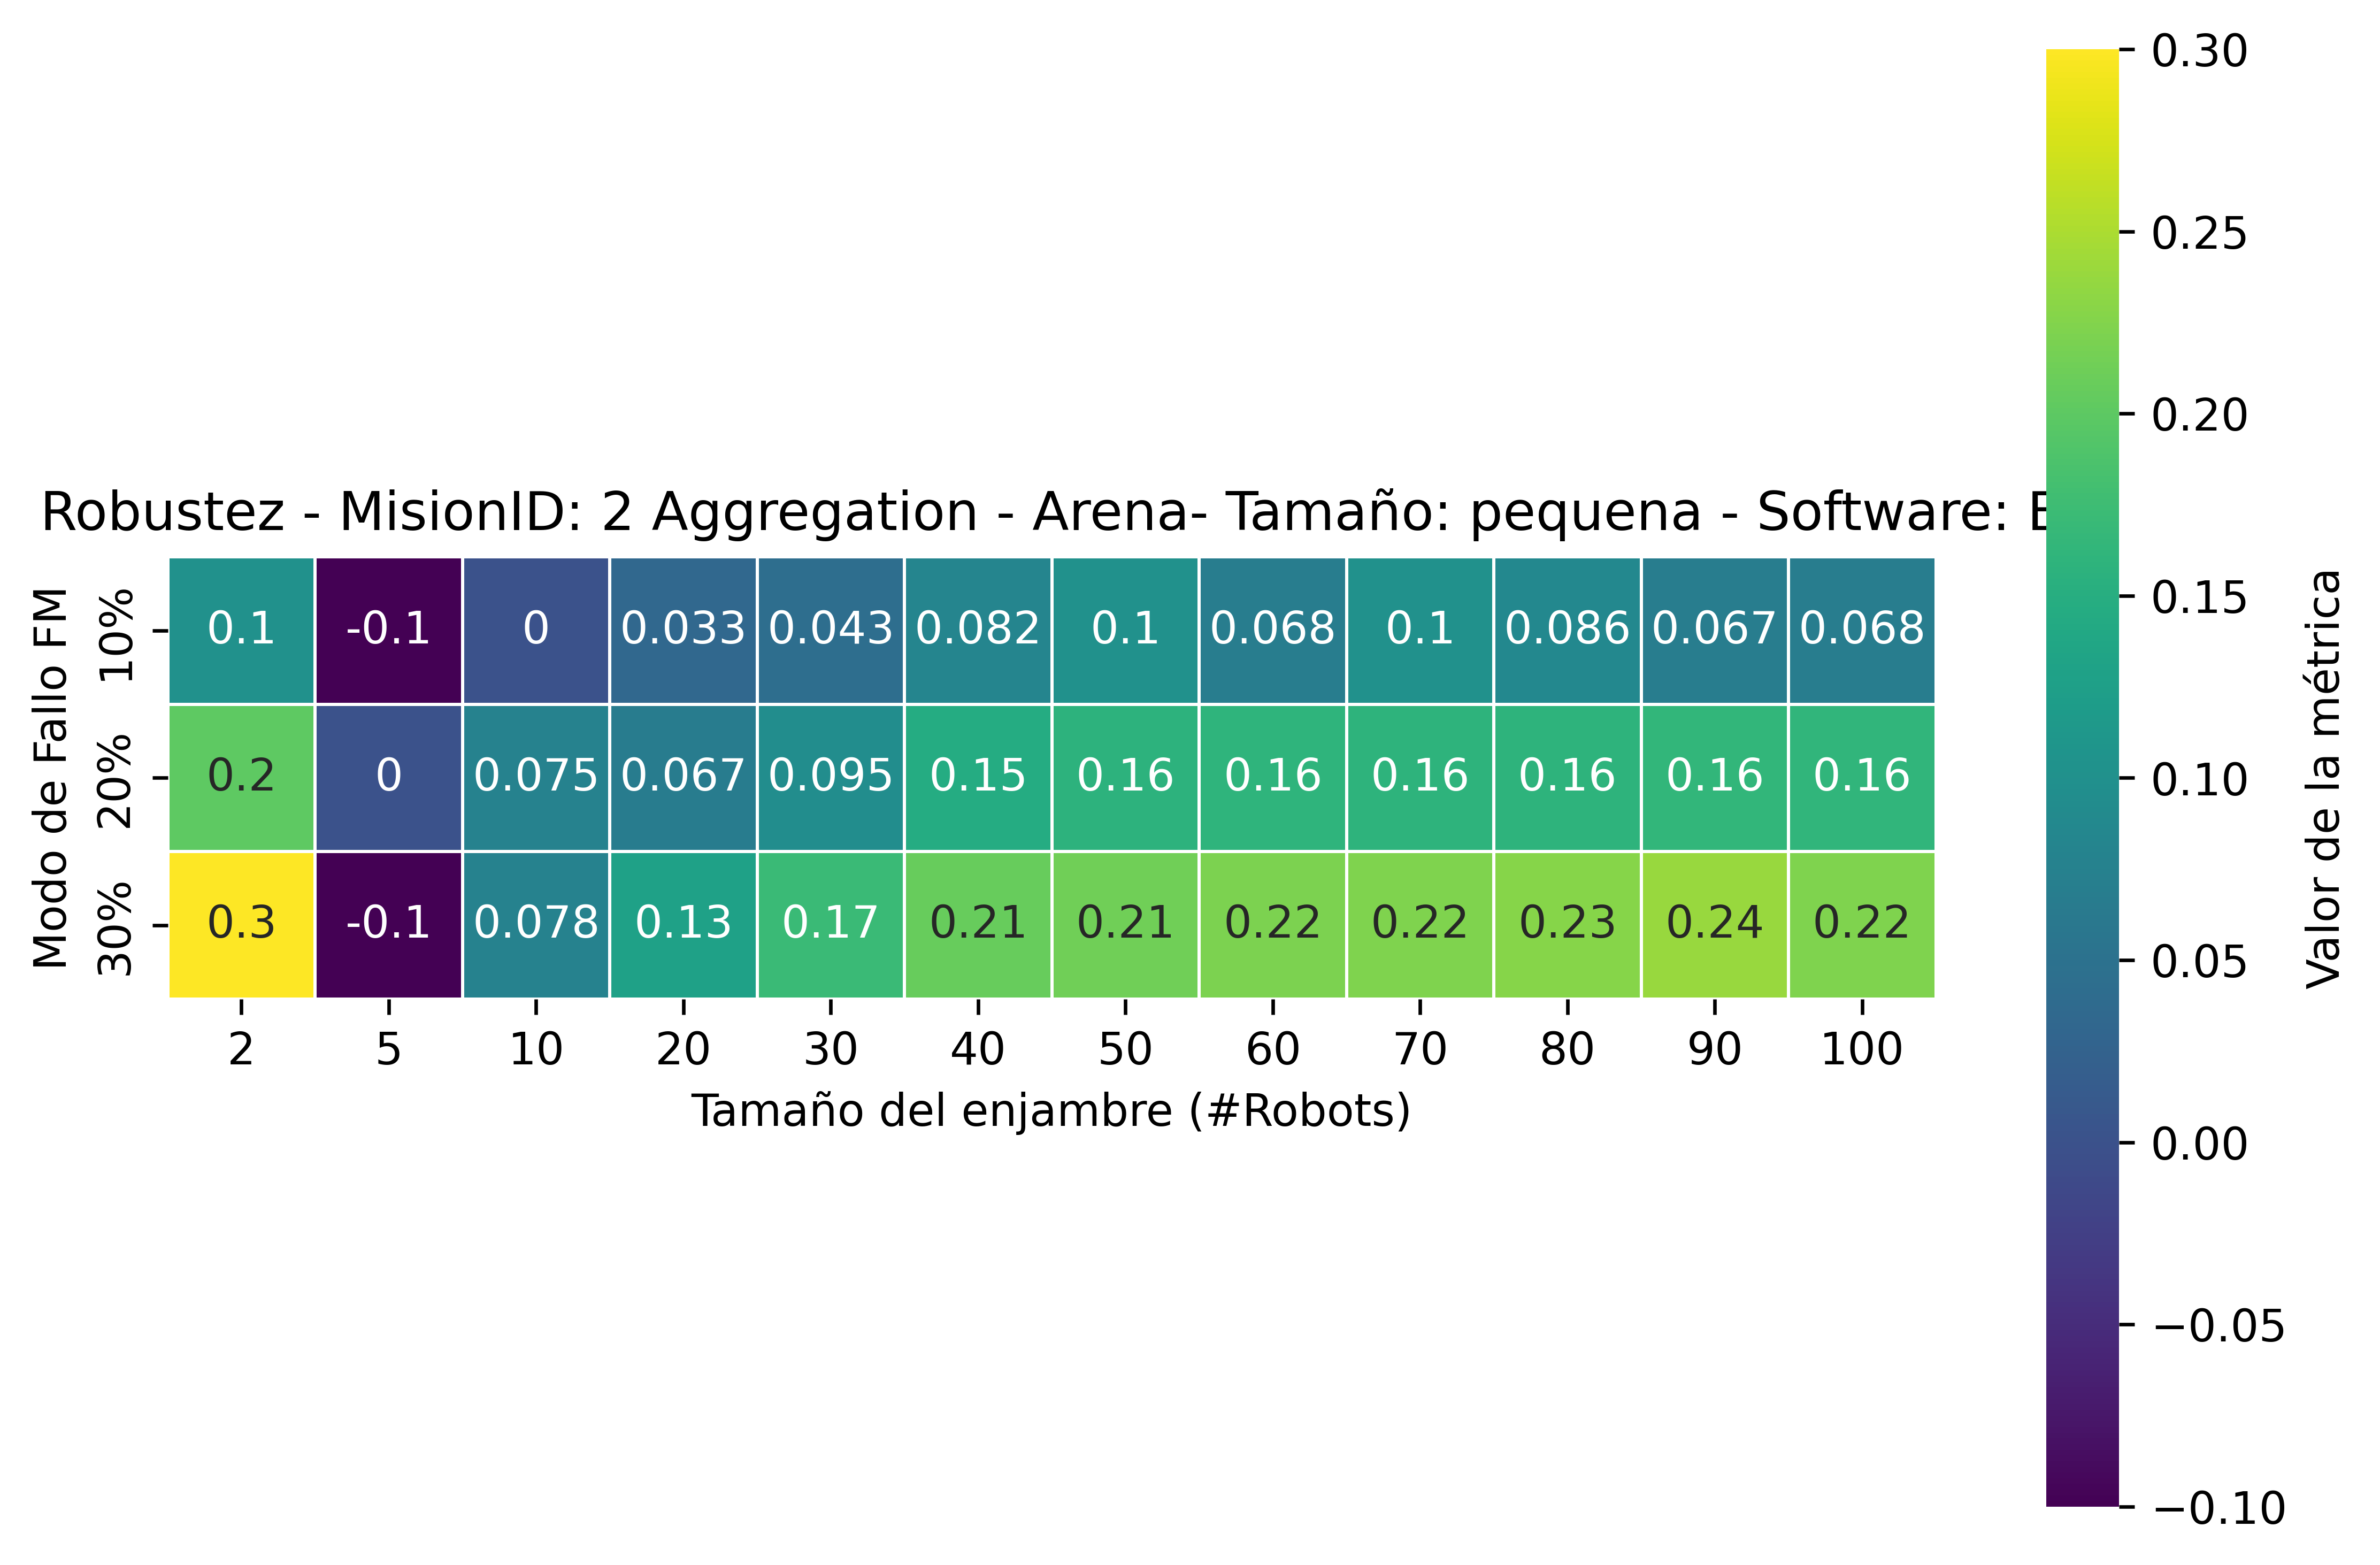 Robustez - MisionID: 2 Aggregation - Arena- Tamaño: pequena - Software:
Modo de Fallo FM
10%
0.1 -0.1 0 0.033 0.043 0.082 0.1 0.068 0.1 0.086 0.067 0.068
20%
0.2 0 0.075 0.067 0.095 0.15 0.16 0.16 0.16 0.16 0.16 0.16
30%
0.3 -0.1 0.078 0.13 0.17 0.21 0.21 0.22 0.22 0.23 0.24 0.22
2 5 10 20 30 40 50 60 70 80 90 100
Tamaño del enjambre (#Robots)
0.30
0.25
0.20
0.15
0.10
0.05
0.00
−0.05
−0.10
Valor de la métrica